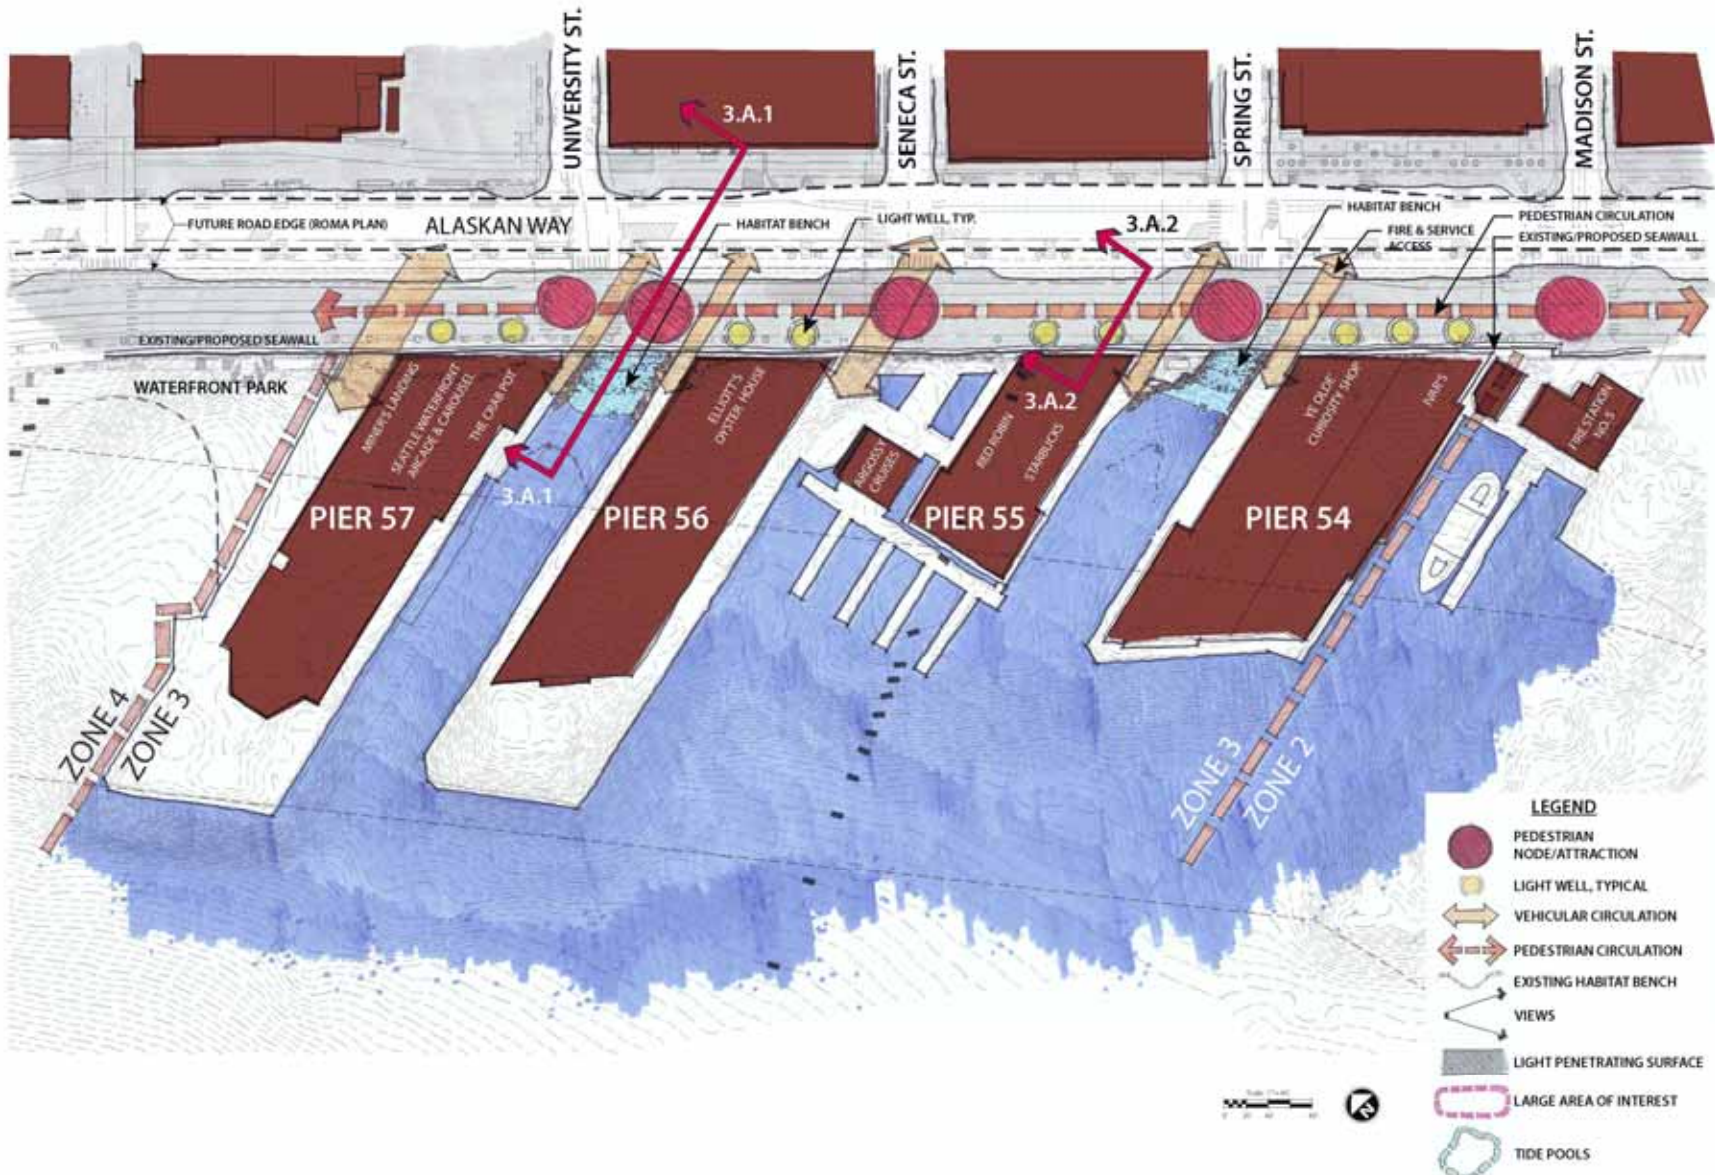 UNIVERSITY ST.
SENECA ST.
SPRING ST.
MADISON ST.
3.A.1
FUTURE ROAD EDGE (ROMA PLAN)
ALASKAN WAY
HABITAT BENCH
LIGHT WELL, TYP.
3.A.2
HABITAT BENCH
FIRE & SERVICE
ACCESS
PEDESTRIAN CIRCULATION
EXISTING/PROPOSED SEAWALL
EXISTING/PROPOSED SEAWALL
WATERFRONT PARK
MINER'S LANDING
SEATTLE WATERFRONT
ARCADE & CAROUSEL
THE CRAB POT
ELLIOTT'S
OYSTER HOUSE
3.A.2
RED ROBIN
STARBUCKS
YE OLDE
CURIOSITY SHOP
IVAR'S
FIRE STATION
NO.5
ARGOSSY
CRUISES
3.A.1
PIER 57
PIER 56
PIER 55
PIER 54
ZONE 4
ZONE 3
ZONE 3
ZONE 2
LEGEND
PEDESTRIAN
NODE/ATTRACTION
LIGHT WELL, TYPICAL
VEHICULAR CIRCULATION
PEDESTRIAN CIRCULATION
EXISTING HABITAT BENCH
VIEWS
LIGHT PENETRATING SURFACE
LARGE AREA OF INTEREST
TIDE POOLS
N